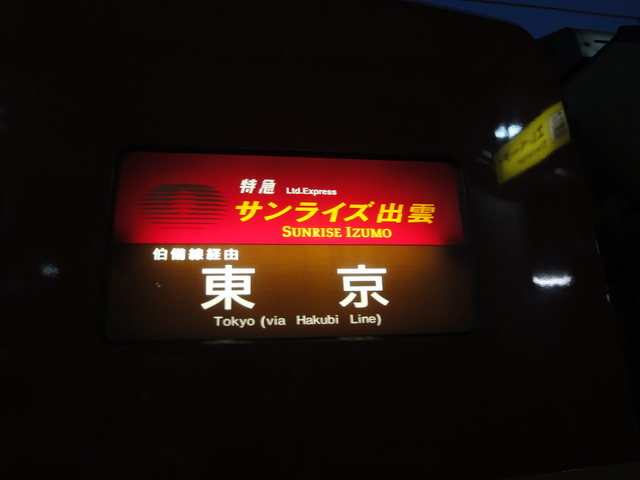 特急 Ltd.Express
サンライズ出雲
SUNRISE IZUMO
伯備線経由
東京
Tokyo (via Hakubi Line)